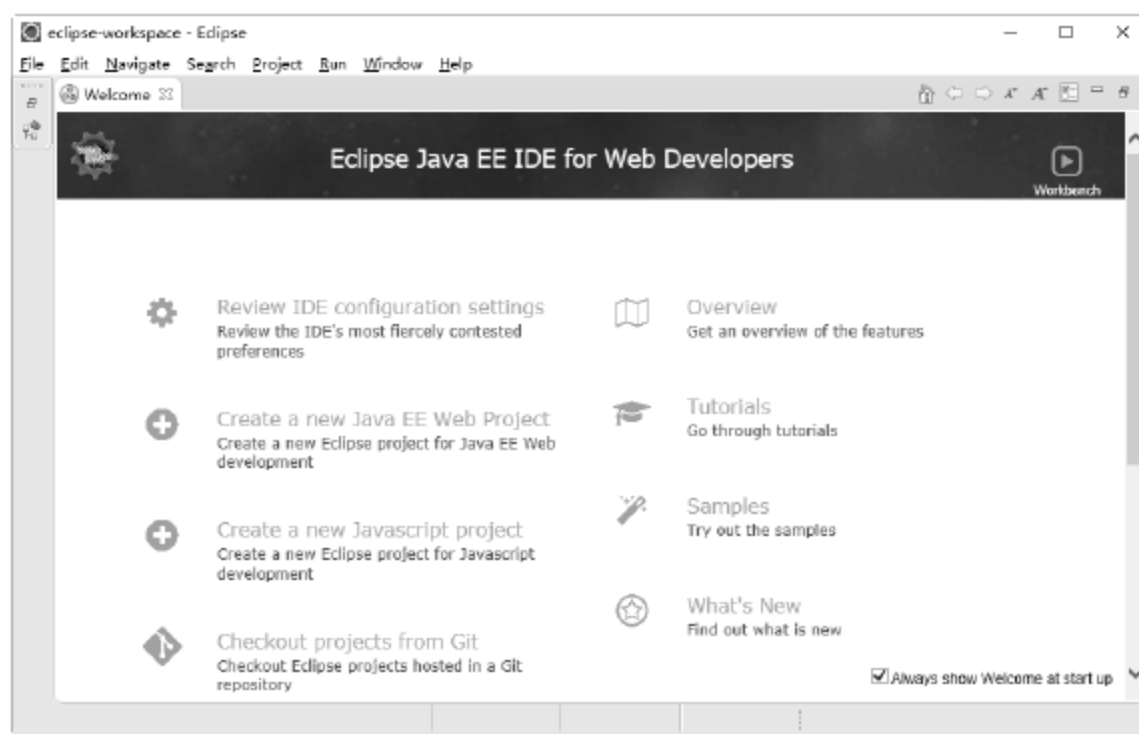 eclipse-workspace - Eclipse
File Edit Navigate Search Project Run Window Help
Welcome
Eclipse Java EE IDE for Web Developers
Workbench
Review IDE configuration settings
Review the IDE's most fiercely contested
preferences
Create a new Java EE Web Project
Create a new Eclipse project for Java EE Web
development
Create a new Javascript project
Create a new Eclipse project for Javascript
development
Checkout projects from Git
Checkout Eclipse projects hosted in a Git
repository
Overview
Get an overview of the features
Tutorials
Go through tutorials
Samples
Try out the samples
What's New
Find out what is new
Always show Welcome at start up